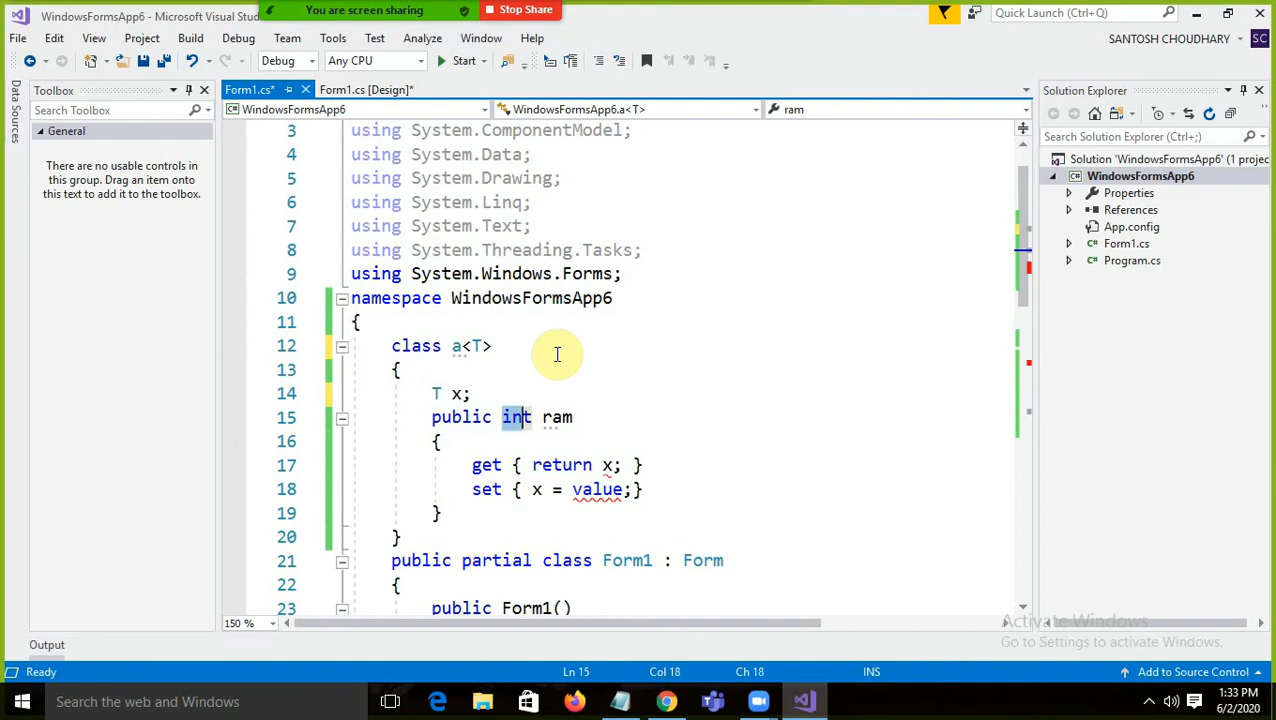 WindowsFormsApp6 - Microsoft Visual Stud
You are screen sharing
Stop Share
Quick Launch (Ctrl+Q)
File Edit View Project Build Debug Team Tools Test Analyze Window Help
SANTOSH CHOUDHARY SC
Debug Any CPU Start
Toolbox
Form1.cs* Form1.cs [Design]*
Solution Explorer
Data Sources
Search Toolbox
WindowsFormsApp6 WindowsFormsApp6.a<T> ram
General
There are no usable controls in
this group. Drag an item onto
this text to add it to the toolbox.
Search Solution Explorer (Ctrl+;)
Solution 'WindowsFormsApp6' (1 projec
WindowsFormsApp6
Properties
References
App.config
Form1.cs
Program.cs
3 using System.ComponentModel;
4 using System.Data;
5 using System.Drawing;
6 using System.Linq;
7 using System.Text;
8 using System.Threading.Tasks;
9 using System.Windows.Forms;
10 namespace WindowsFormsApp6
11 {
12 class a<T>
13 {
14 T x;
15 public int ram
16 {
17 get { return x; }
18 set { x = value;}
19 }
20 }
21 public partial class Form1 : Form
22 {
23 public Form1()
150 %
Activate Windows
Go to Settings to activate Windows.
Output
Ready Ln 15 Col 18 Ch 18 INS Add to Source Control
Search the web and Windows
1:33 PM
6/2/2020